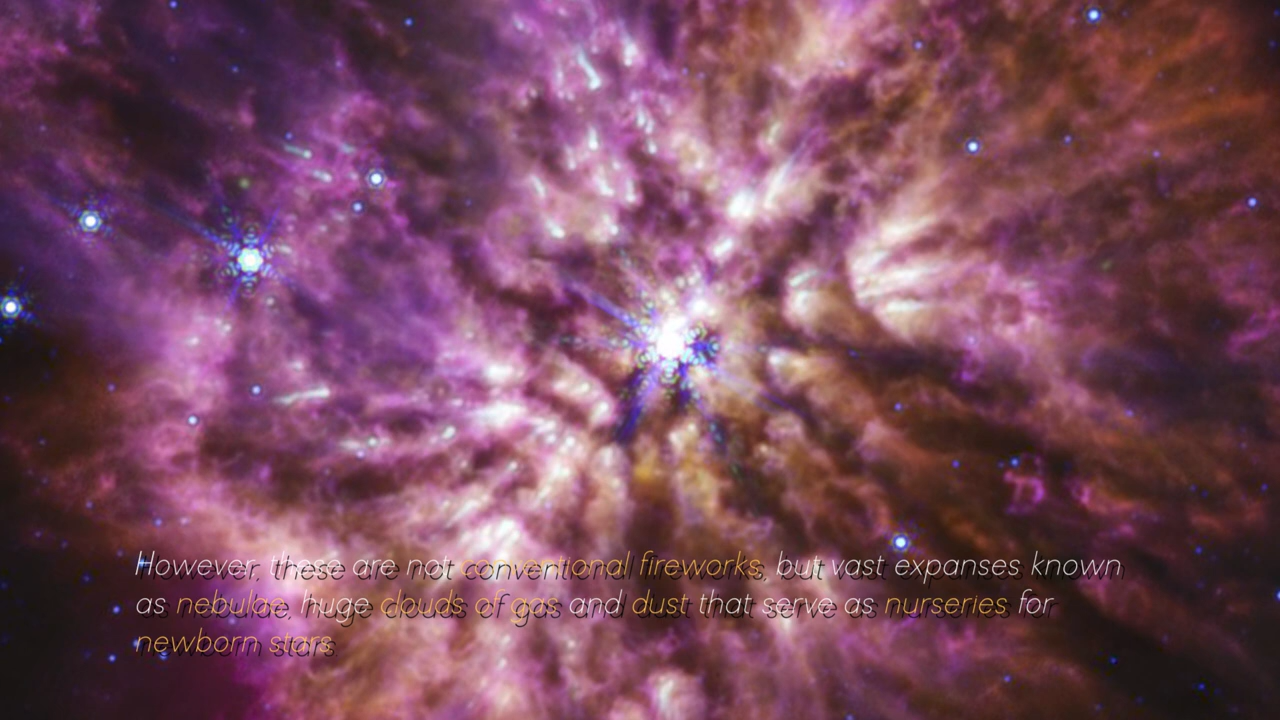 However, these are not conventional fireworks, but vast expanses known
as nebulae, huge clouds of gas and dust that serve as nurseries for
newborn stars.